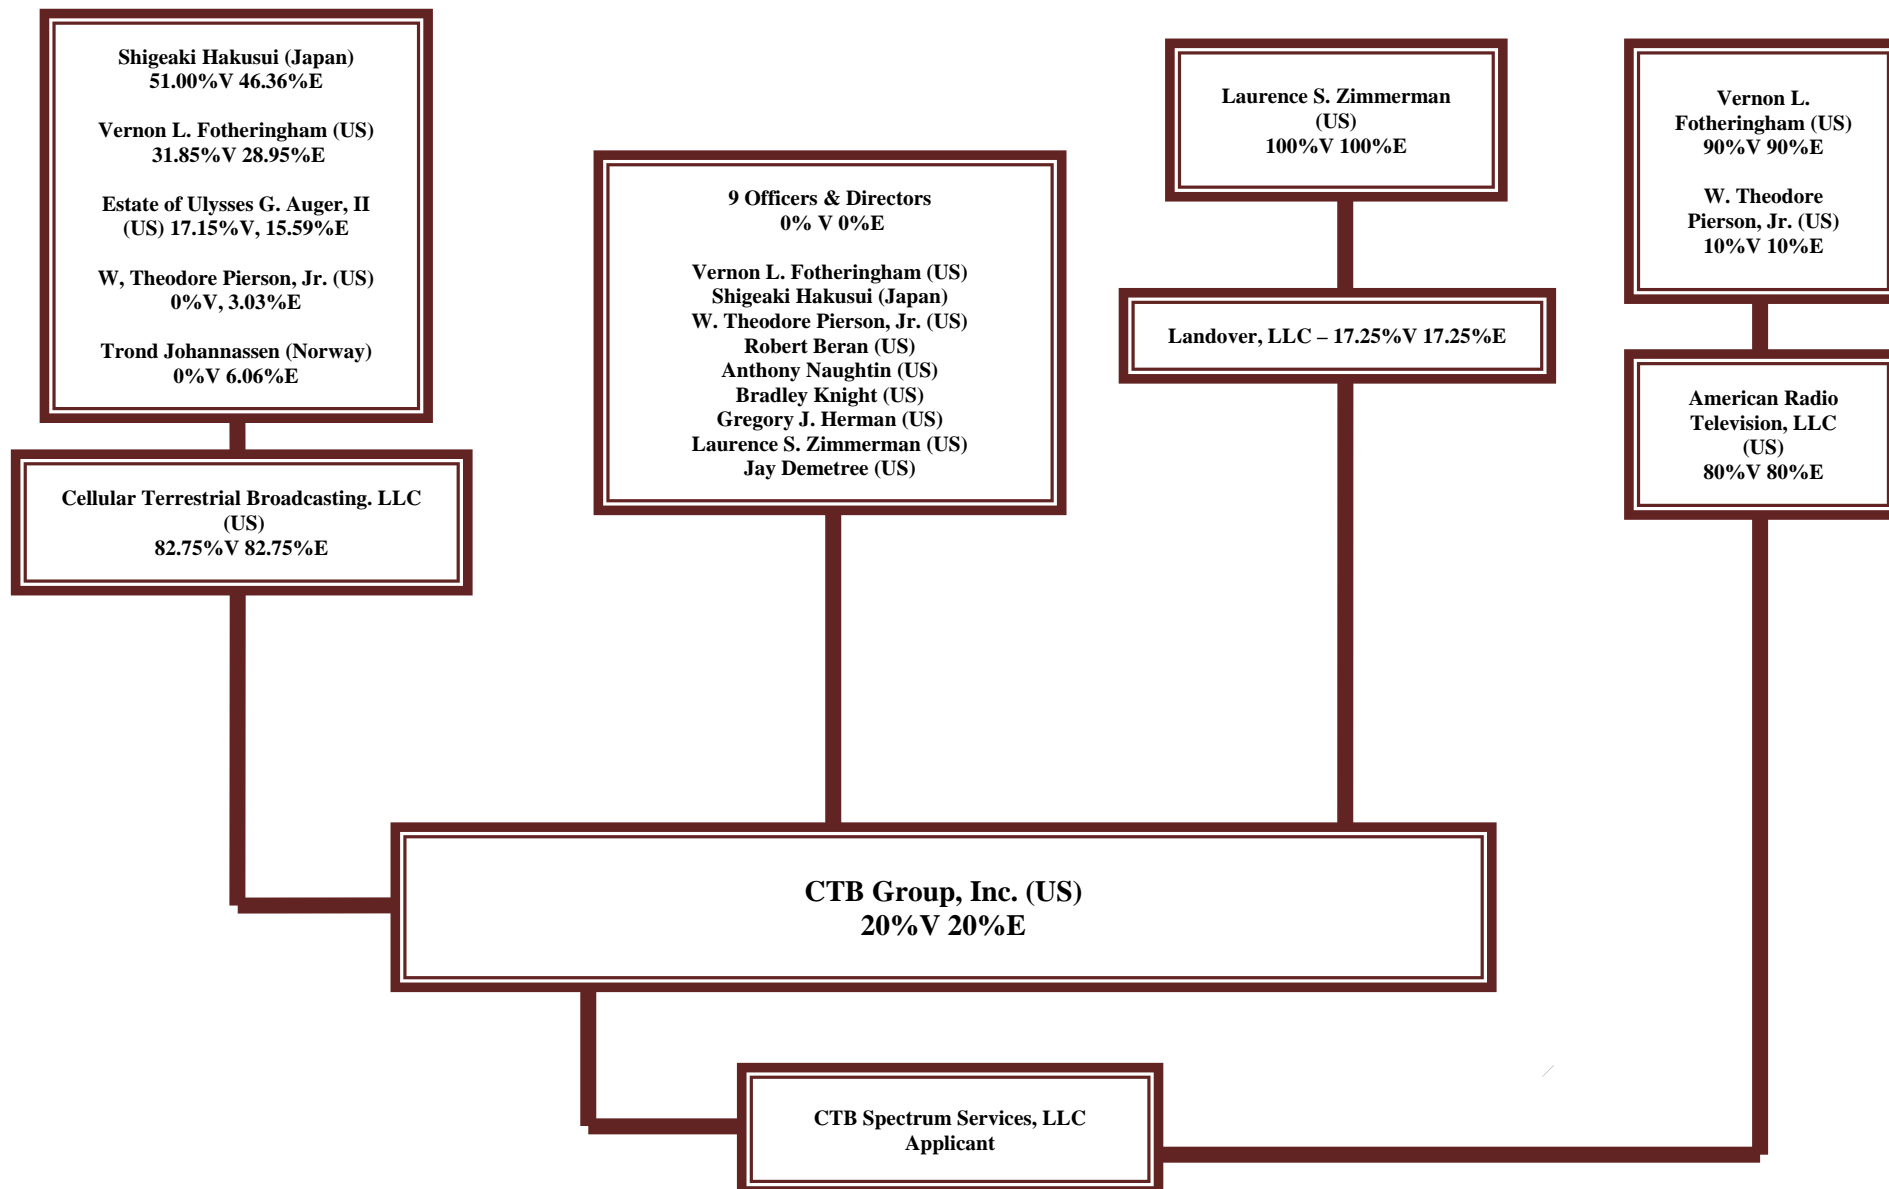 Shigeaki Hakusui (Japan)
51.00%V 46.36%E
Vernon L. Fotheringham (US)
31.85%V 28.95%E
Estate of Ulysses G. Auger, II
(US) 17.15%V, 15.59%E
W, Theodore Pierson, Jr. (US)
0%V, 3.03%E
Trond Johannassen (Norway)
0%V 6.06%E
Cellular Terrestrial Broadcasting. LLC
(US)
82.75%V 82.75%E
9 Officers & Directors
0% V 0%E
Vernon L. Fotheringham (US)
Shigeaki Hakusui (Japan)
W. Theodore Pierson, Jr. (US)
Robert Beran (US)
Anthony Naughtin (US)
Bradley Knight (US)
Gregory J. Herman (US)
Laurence S. Zimmerman (US)
Jay Demetree (US)
Laurence S. Zimmerman
(US)
100%V 100%E
Landover, LLC – 17.25%V 17.25%E
Vernon L.
Fotheringham (US)
90%V 90%E
W. Theodore
Pierson, Jr. (US)
10%V 10%E
American Radio
Television, LLC
(US)
80%V 80%E
CTB Group, Inc. (US)
20%V 20%E
CTB Spectrum Services, LLC
Applicant